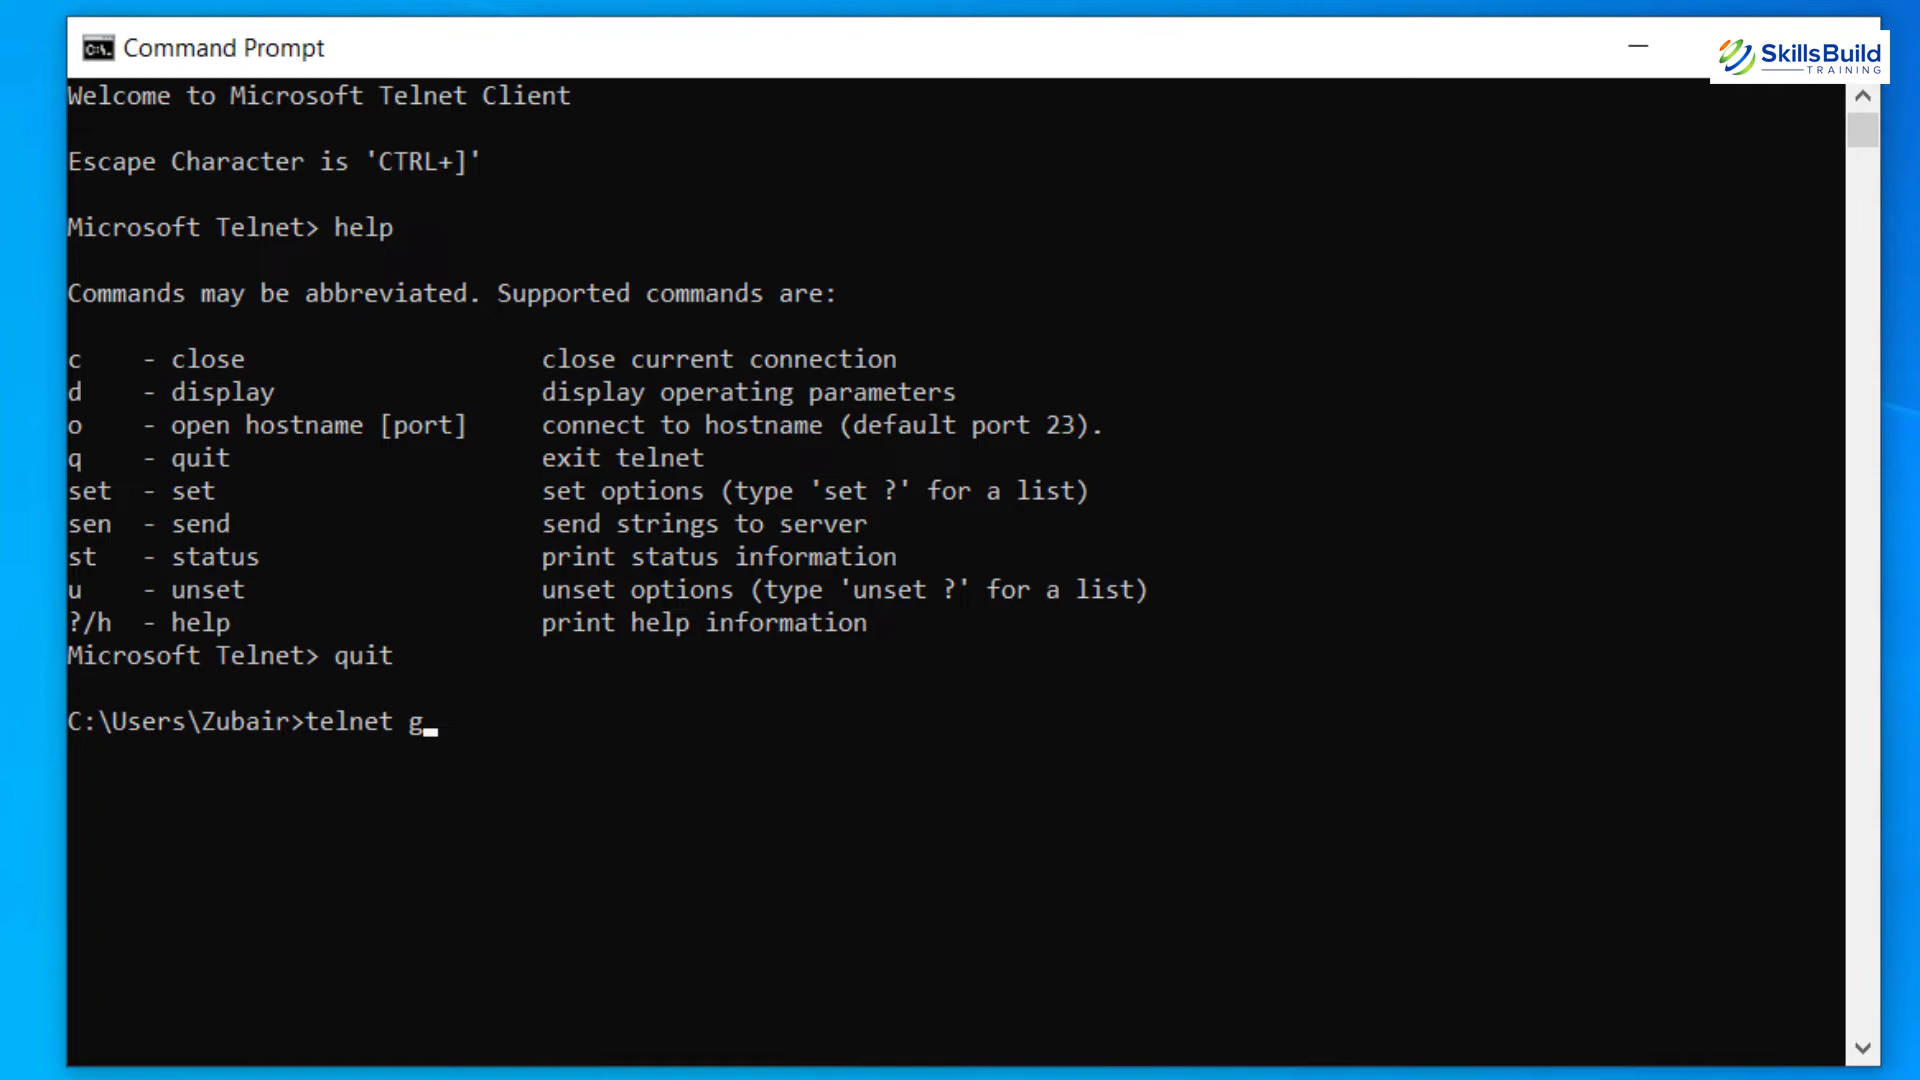 Command Prompt
SkillsBuild
TRAINING
Welcome to Microsoft Telnet Client
Escape Character is 'CTRL+]'
Microsoft Telnet> help
Commands may be abbreviated. Supported commands are:
c    - close                    close current connection
d    - display                  display operating parameters
o    - open hostname [port]     connect to hostname (default port 23).
q    - quit                     exit telnet
set  - set                      set options (type 'set ?' for a list)
sen  - send                     send strings to server
st   - status                   print status information
u    - unset                    unset options (type 'unset ?' for a list)
?/h  - help                     print help information
Microsoft Telnet> quit
C:\Users\Zubair>telnet g